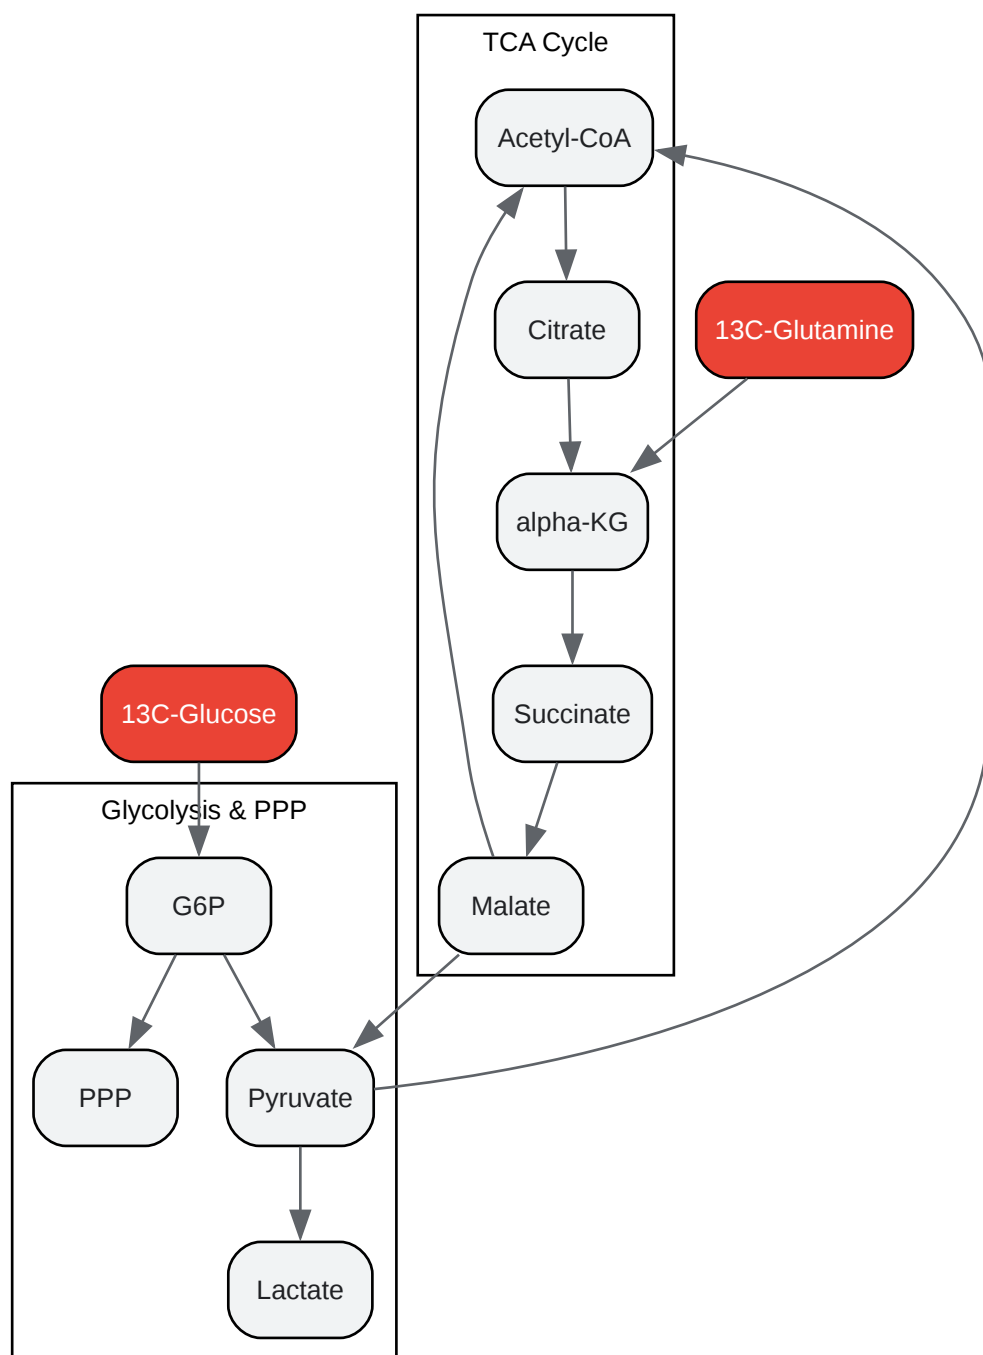 TCA Cycle
Acetyl-CoA
Citrate
13C-Glutamine
alpha-KG
Succinate
13C-Glucose
Glycolysis & PPP
G6P
Malate
PPP
Pyruvate
Lactate